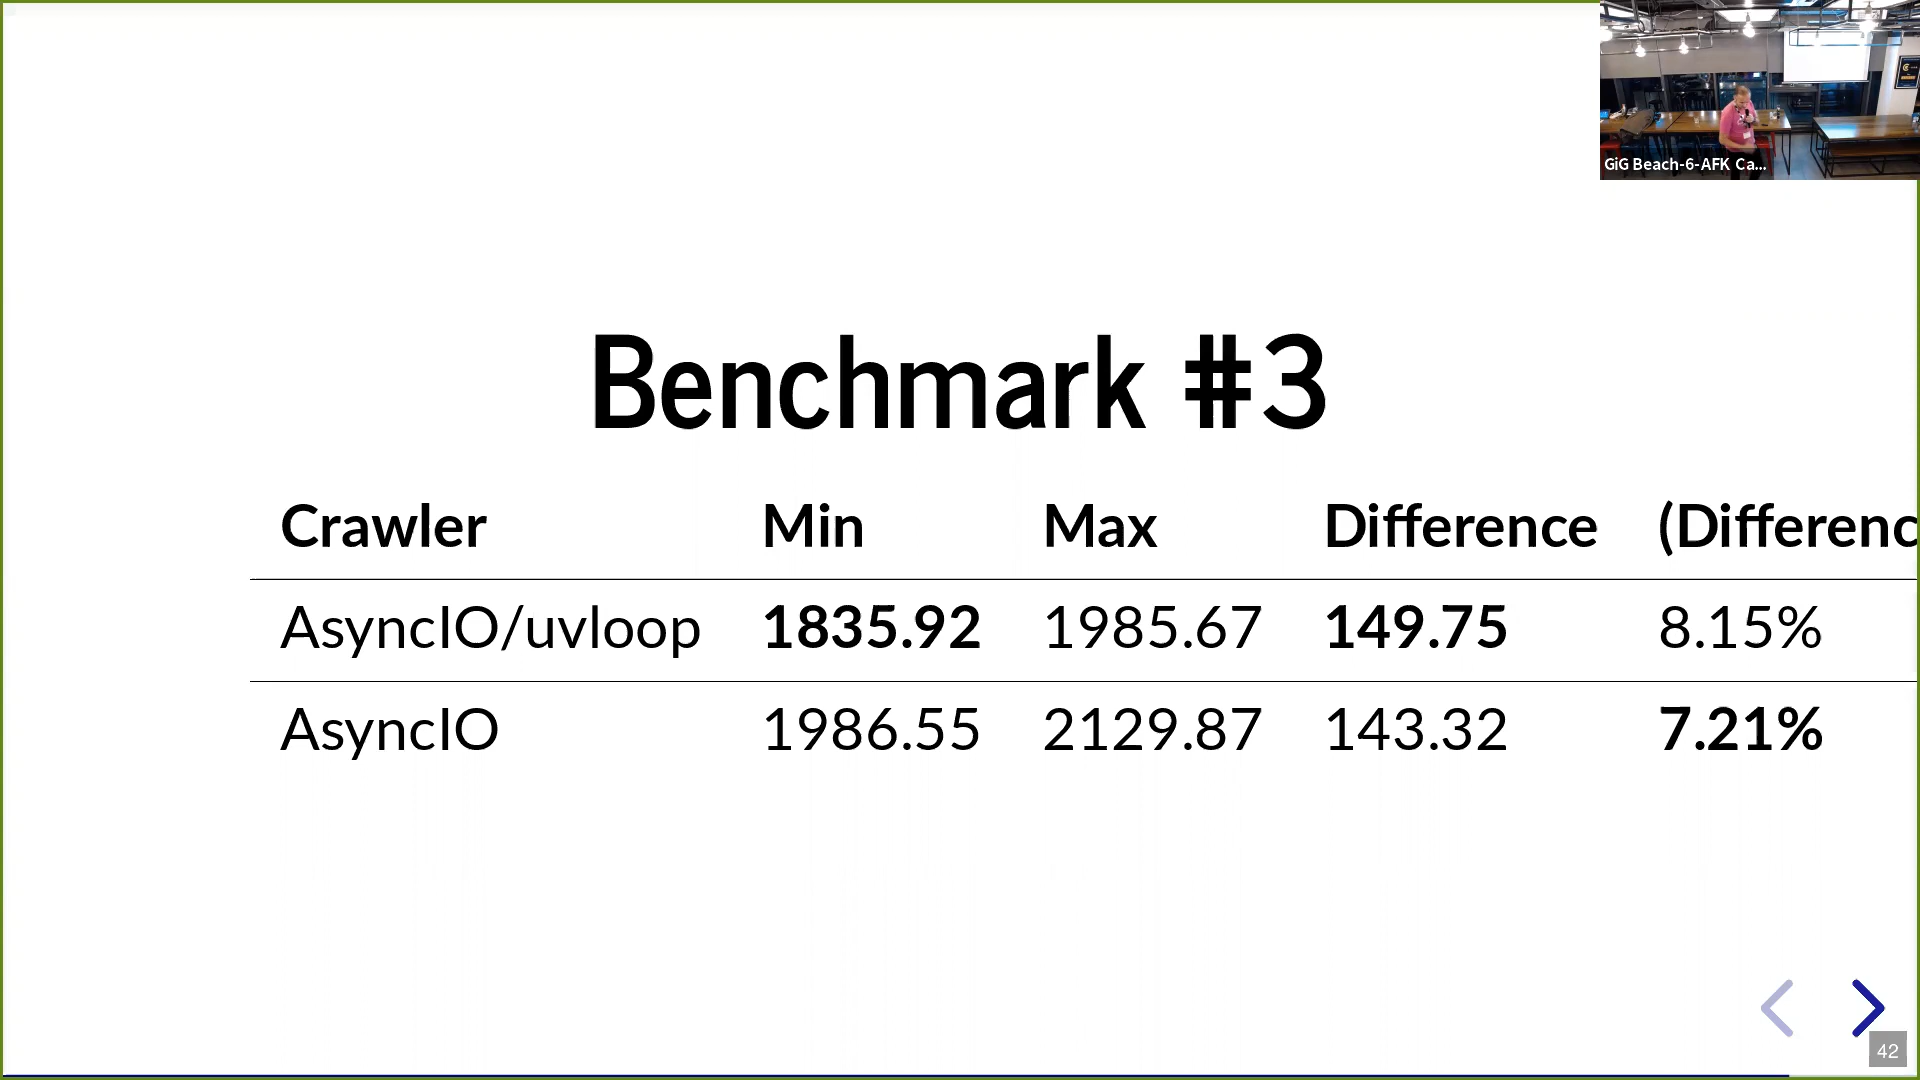 GiG Beach-6-AFK Ca...
Benchmark #3
Crawler Min Max Difference (Differenc
AsyncIO/uvloop 1835.92 1985.67 149.75 8.15%
AsyncIO 1986.55 2129.87 143.32 7.21%
42